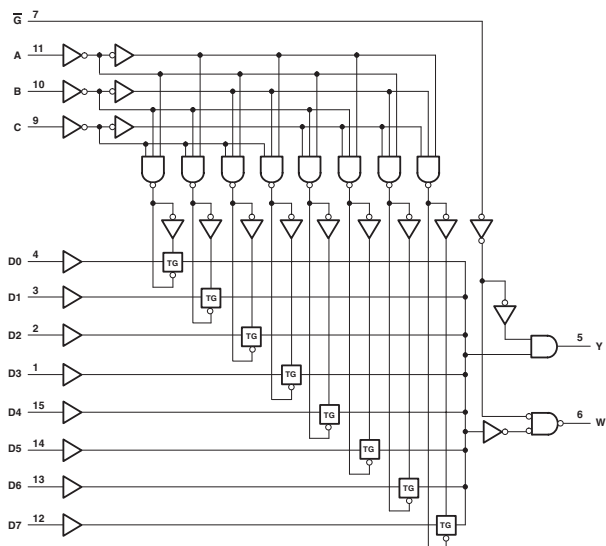 G 7
A 11
B 10
C 9
D0 4
TG
D1 3
TG
D2 2
TG
5 Y
D3 1
TG
D4 15
TG
6 W
D5 14
TG
D6 13
TG
D7 12
TG